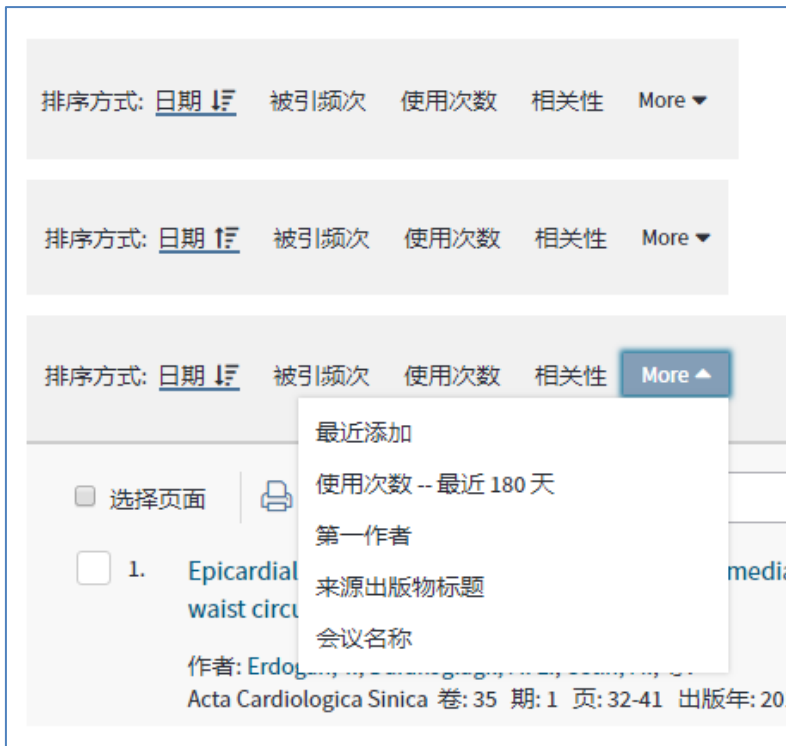 排序方式: 日期 被引频次 使用次数 相关性 More
排序方式: 日期 被引频次 使用次数 相关性 More
排序方式: 日期 被引频次 使用次数 相关性 More
最近添加
使用次数 -- 最近 180 天
选择页面
第一作者
来源出版物标题
会议名称
1. Epicardial
waist
作者:
Acta Cardiologica Sinica 卷: 35 期: 1 页: 32-41 出版年: